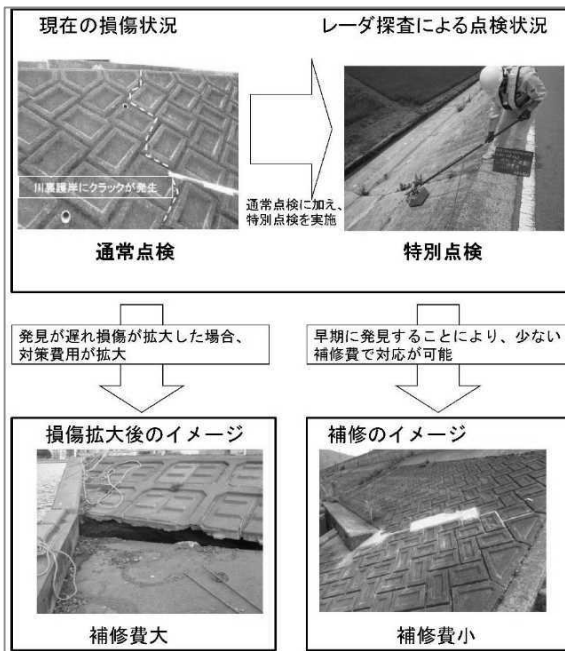 現在の損傷状況
レーダ探査による点検状況
川裏護岸にクラックが発生
通常点検に加え、
特別点検を実施
通常点検
特別点検
発見が遅れ損傷が拡大した場合、
対策費用が拡大
早期に発見することにより、少ない
補修費で対応が可能
損傷拡大後のイメージ
補修のイメージ
補修費大
補修費小